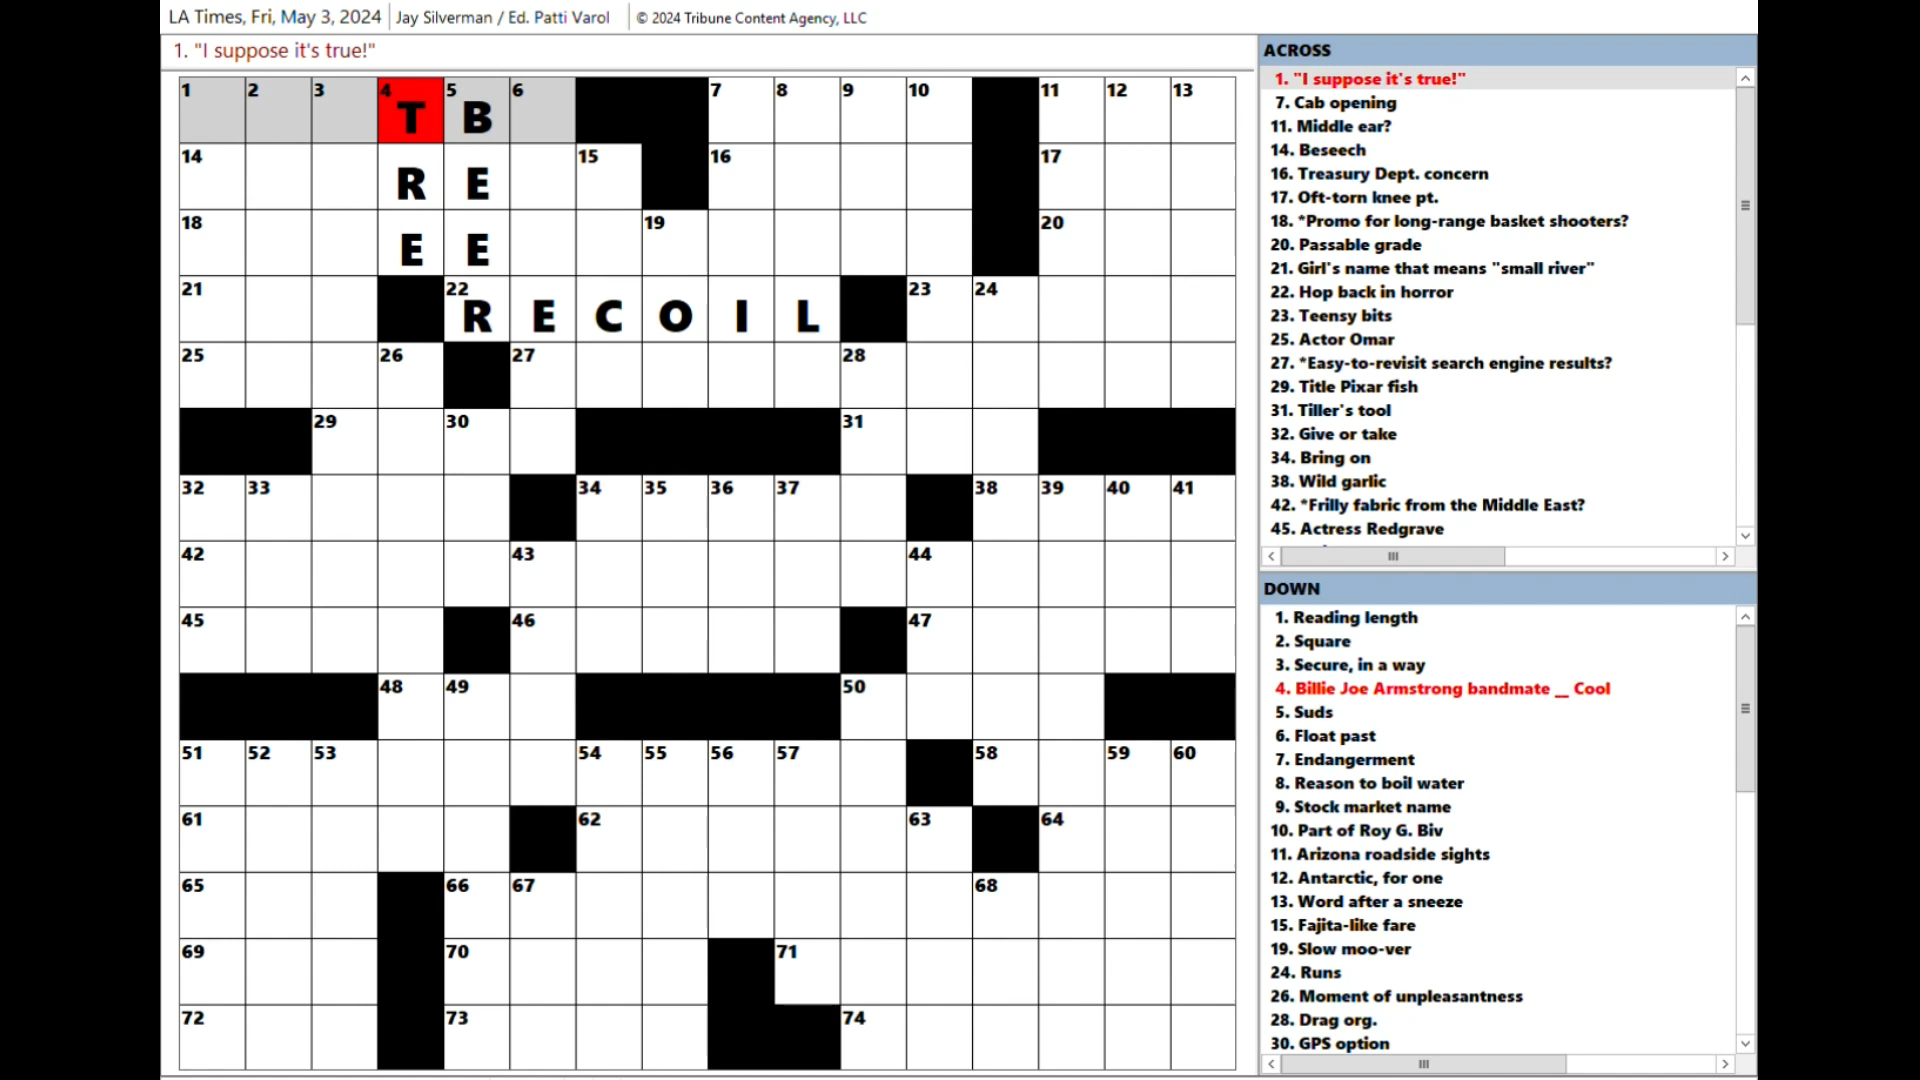 LA Times, Fri, May 3, 2024 Jay Silverman / Ed. Patti Varol © 2024 Tribune Content Agency, LLC
1. "I suppose it's true!"
1 2 3 4 T 5 B 6 7 8 9 10 11 12 13
14 R E 15 16 17
18 E E 19 20
21 22 R E C O I L 23 24
25 26 27 28
29 30 31
32 33 34 35 36 37 38 39 40 41
42 43 44
45 46 47
48 49 50
51 52 53 54 55 56 57 58 59 60
61 62 63 64
65 66 67 68
69 70 71
72 73 74
ACROSS
1. "I suppose it's true!"
7. Cab opening
11. Middle ear?
14. Beseech
16. Treasury Dept. concern
17. Oft-torn knee pt.
18. *Promo for long-range basket shooters?
20. Passable grade
21. Girl's name that means "small river"
22. Hop back in horror
23. Teensy bits
25. Actor Omar
27. *Easy-to-revisit search engine results?
29. Title Pixar fish
31. Tiller's tool
32. Give or take
34. Bring on
38. Wild garlic
42. *Frilly fabric from the Middle East?
45. Actress Redgrave
DOWN
1. Reading length
2. Square
3. Secure, in a way
4. Billie Joe Armstrong bandmate __ Cool
5. Suds
6. Float past
7. Endangerment
8. Reason to boil water
9. Stock market name
10. Part of Roy G. Biv
11. Arizona roadside sights
12. Antarctic, for one
13. Word after a sneeze
15. Fajita-like fare
19. Slow moo-ver
24. Runs
26. Moment of unpleasantness
28. Drag org.
30. GPS option